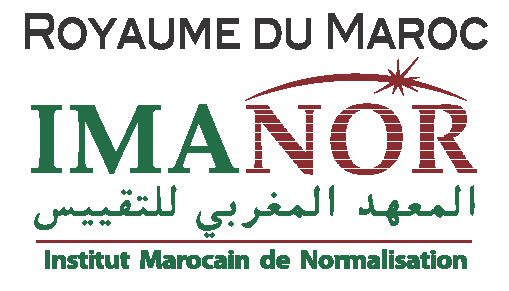 ROYAUME DU MAROC
IMANOR
المعهد المغربي للتقييس
Institut Marocain de Normalisation